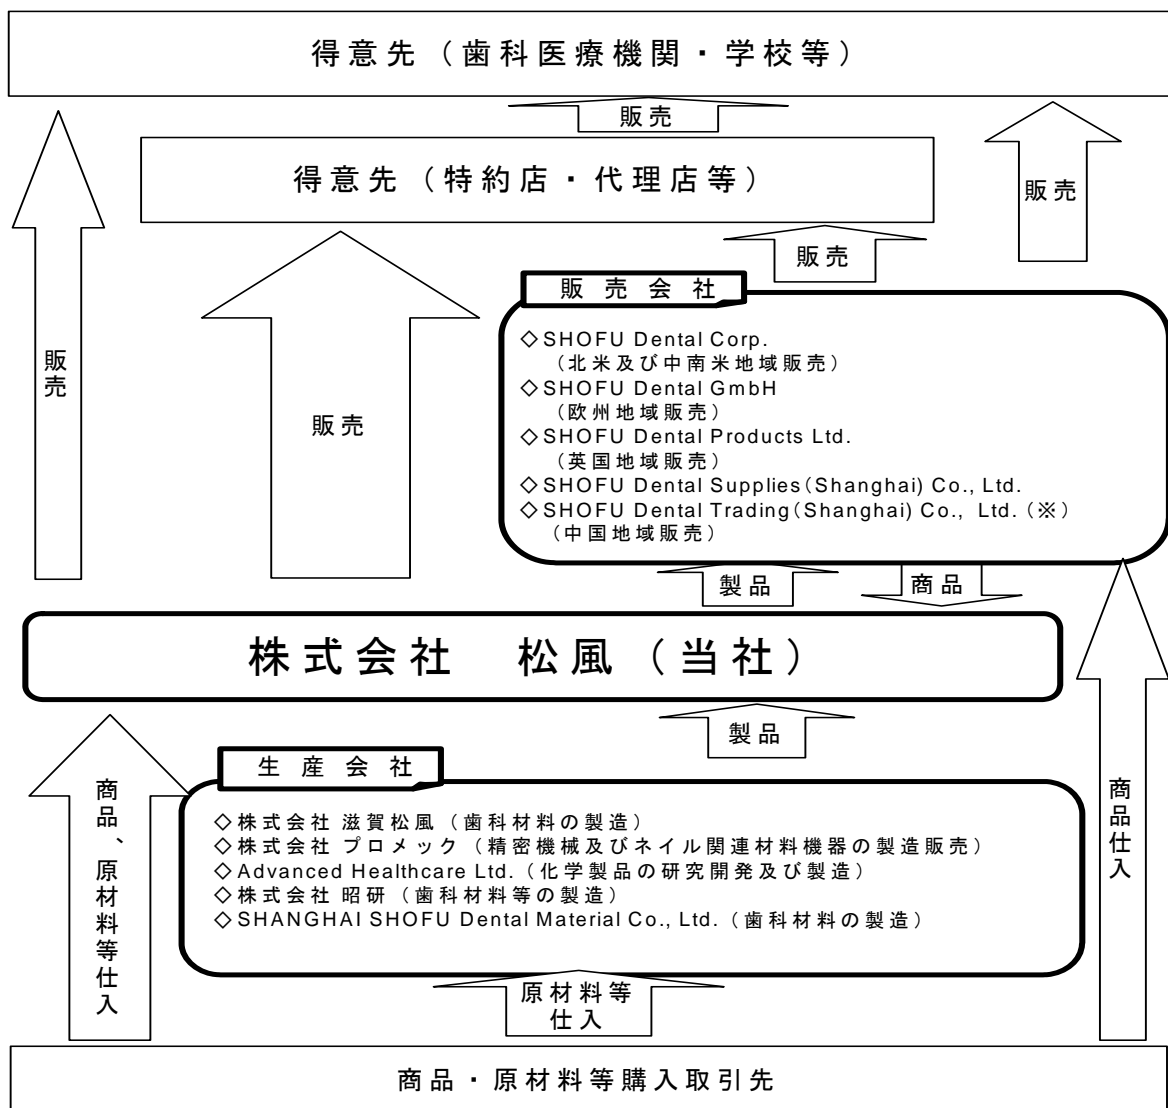 得意先（歯科医療機関・学校等）
販売
得意先（特約店・代理店等）
販売
販売
販売会社
◇SHOFU Dental Corp.
（北米及び中南米地域販売）
◇SHOFU Dental GmbH
（欧州地域販売）
◇SHOFU Dental Products Ltd.
（英国地域販売）
◇SHOFU Dental Supplies(Shanghai) Co., Ltd.
◇SHOFU Dental Trading(Shanghai) Co., Ltd.（※）
（中国地域販売）
販売
販売
製品
商品
株式会社　松風（当社）
製品
生産会社
◇株式会社 滋賀松風（歯科材料の製造）
◇株式会社 プロメック（精密機械及びネイル関連材料機器の製造販売）
◇Advanced Healthcare Ltd.（化学製品の研究開発及び製造）
◇株式会社 昭研（歯科材料等の製造）
◇SHANGHAI SHOFU Dental Material Co., Ltd.（歯科材料の製造）
商品、原材料等仕入
商品仕入
原材料等
仕入
商品・原材料等購入取引先